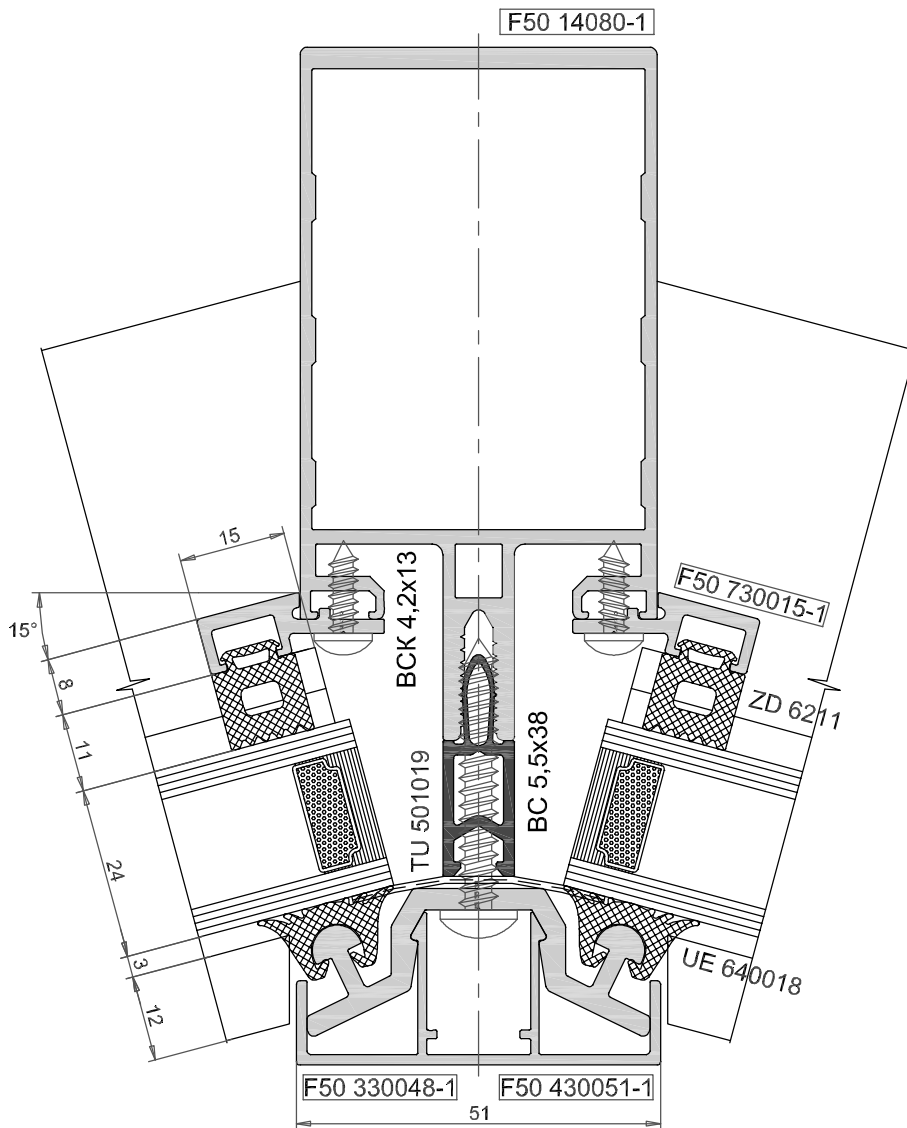 F50 14080-1
15
15°
8
11
24
3
12
BCK 4,2x13
TU 501019
BC 5,5x38
F50 730015-1
ZD 6211
UE 640018
F50 330048-1
F50 430051-1
51